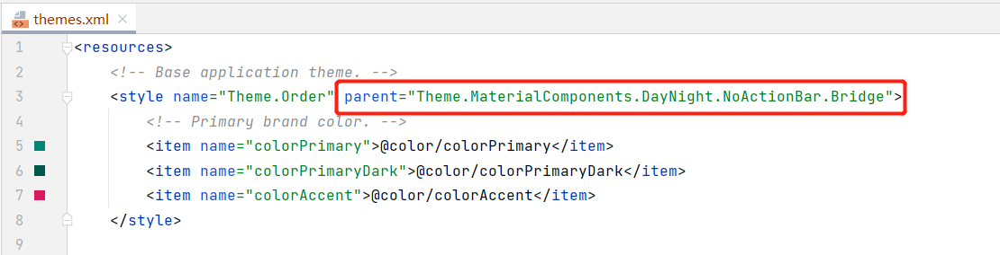 themes.xml
1 <resources>
2 <!-- Base application theme. -->
3 <style name="Theme.Order" parent="Theme.MaterialComponents.DayNight.NoActionBar.Bridge">
4 <!-- Primary brand color. -->
5 <item name="colorPrimary">@color/colorPrimary</item>
6 <item name="colorPrimaryDark">@color/colorPrimaryDark</item>
7 <item name="colorAccent">@color/colorAccent</item>
8 </style>
9